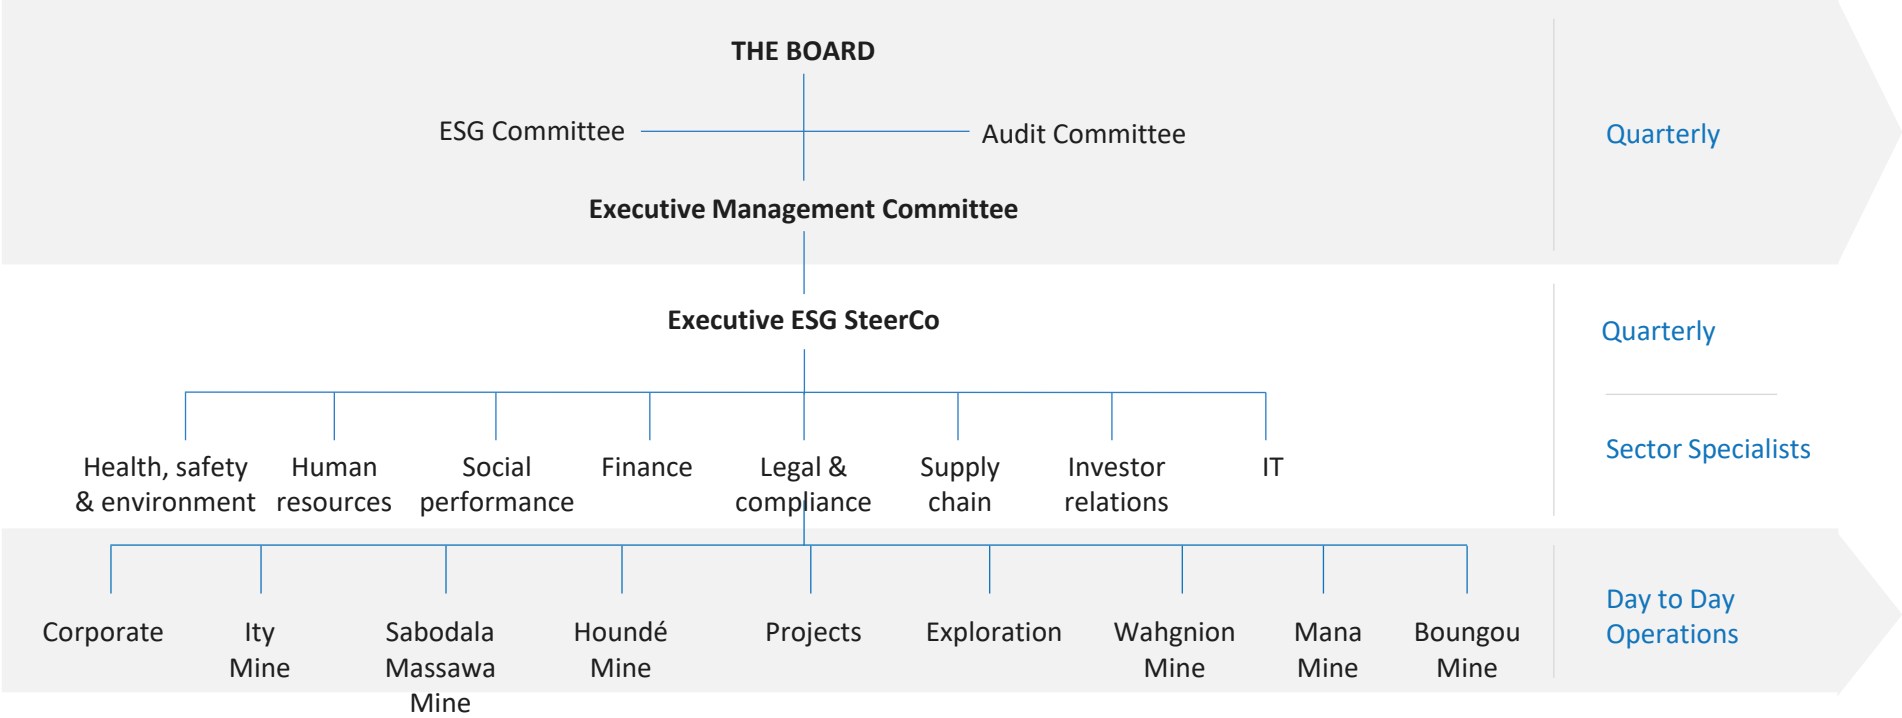 THE BOARD
ESG Committee
Audit Committee
Quarterly
Executive Management Committee
Executive ESG SteerCo
Quarterly
Health, safety
& environment
Human
resources
Social
performance
Finance
Legal &
compliance
Supply
chain
Investor
relations
IT
Sector Specialists
Corporate
Ity
Mine
Sabodala
Massawa
Mine
Houndé
Mine
Projects
Exploration
Wahgnion
Mine
Mana
Mine
Boungou
Mine
Day to Day
Operations